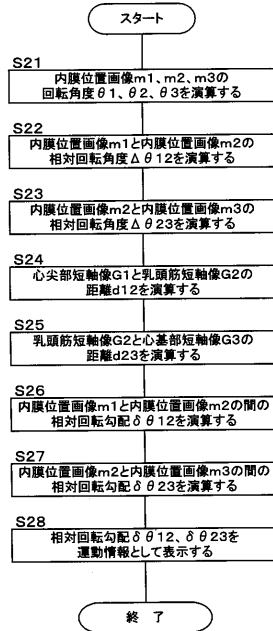 スタート
S21
内膜位置画像m1、m2、m3の
回転角度θ1、θ2、θ3を演算する
S22
内膜位置画像m1と内膜位置画像m2の
相対回転角度Δθ12を演算する
S23
内膜位置画像m2と内膜位置画像m3の
相対回転角度Δθ23を演算する
S24
心尖部短軸像G1と乳頭筋短軸像G2の
距離d12を演算する
S25
乳頭筋短軸像G2と心基部短軸像G3の
距離d23を演算する
S26
内膜位置画像m1と内膜位置画像m2の間の
相対回転勾配δθ12を演算する
S27
内膜位置画像m2と内膜位置画像m3の間の
相対回転勾配δθ23を演算する
S28
相対回転勾配δθ12、δθ23を
運動情報として表示する
終 了